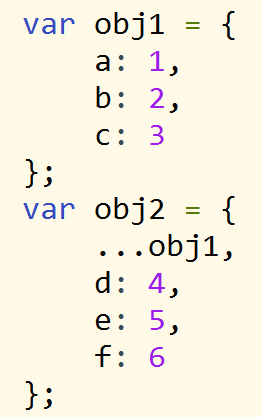 var obj1 = {
    a: 1,
    b: 2,
    c: 3
};
var obj2 = {
    ...obj1,
    d: 4,
    e: 5,
    f: 6
};